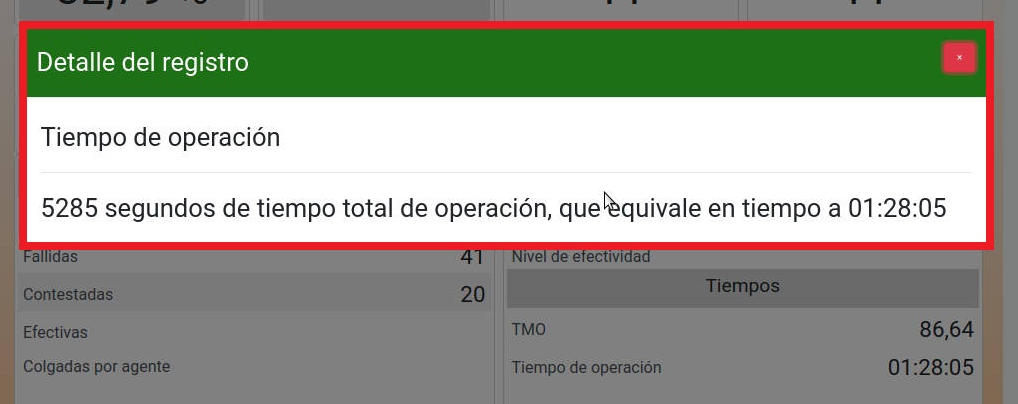 Detalle del registro
×
Tiempo de operación
5285 segundos de tiempo total de operación, que equivale en tiempo a 01:28:05
Fallidas 41
Contestadas 20
Efectivas
Colgadas por agente
Nivel de efectividad
Tiempos
TMO 86,64
Tiempo de operación 01:28:05